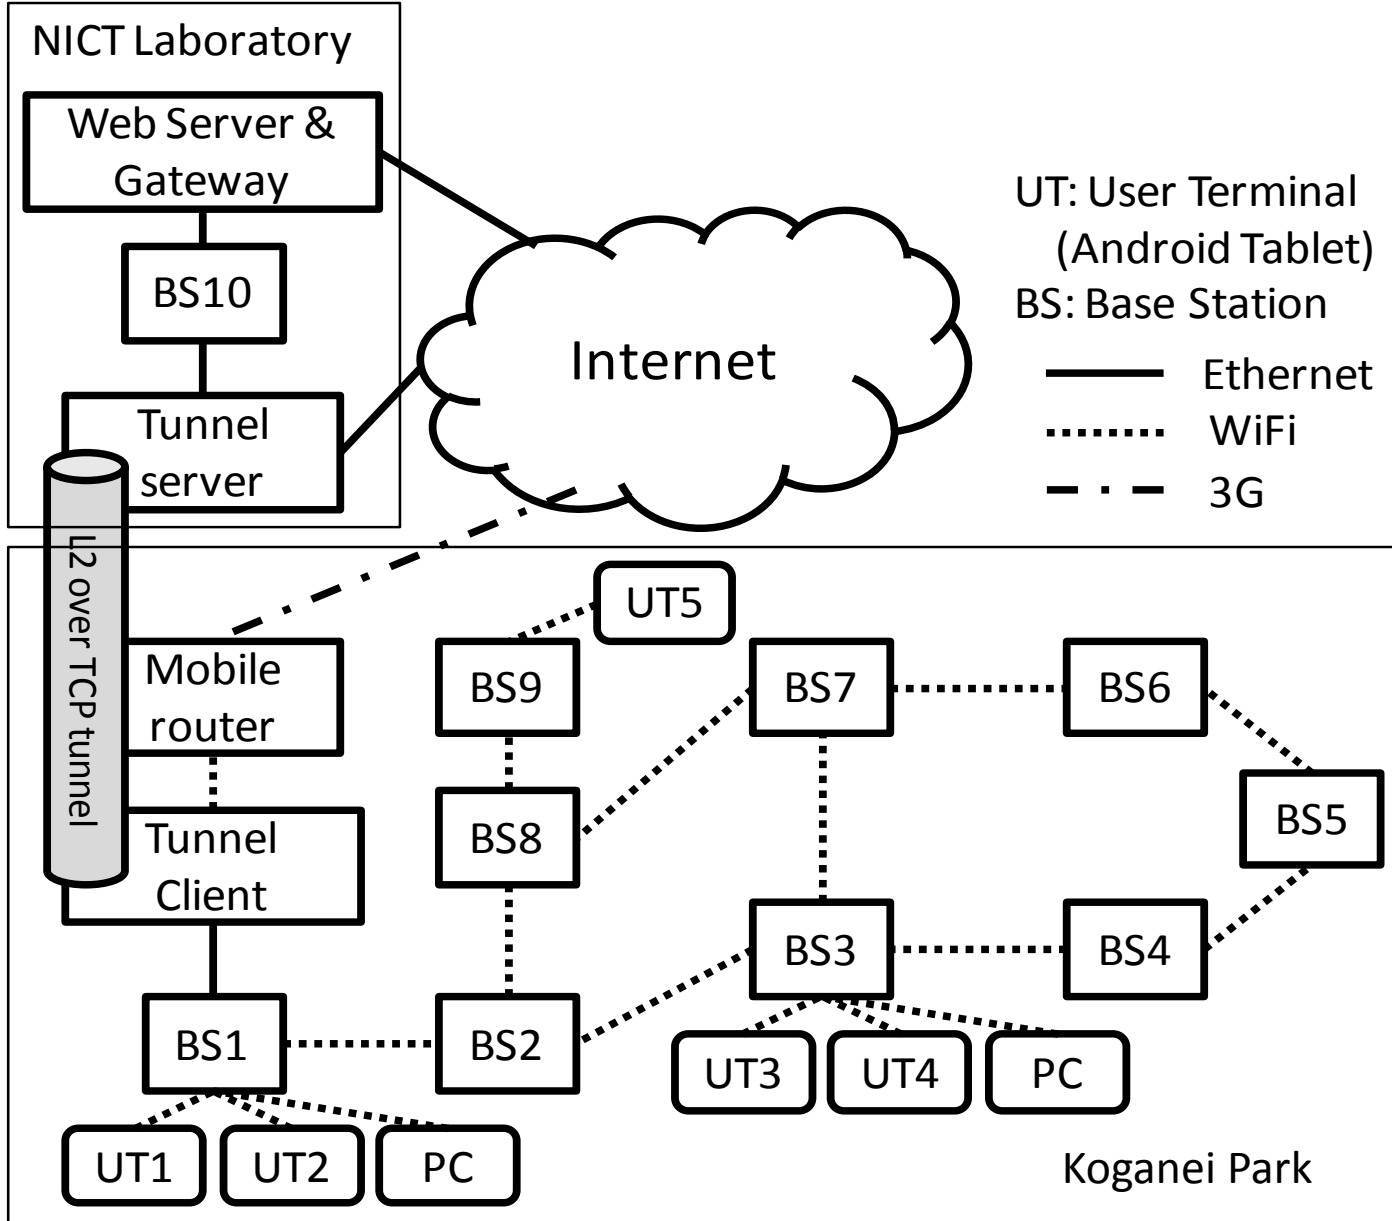 NICT Laboratory
Web Server &
Gateway
BS10
Tunnel
server
Internet
UT: User Terminal
(Android Tablet)
BS: Base Station
Ethernet
WiFi
3G
L2 over TCP tunnel
Mobile
router
Tunnel
Client
UT5
BS9
BS7
BS6
BS8
BS5
BS3
BS4
BS1
BS2
UT3
UT4
PC
UT1
UT2
PC
Koganei Park